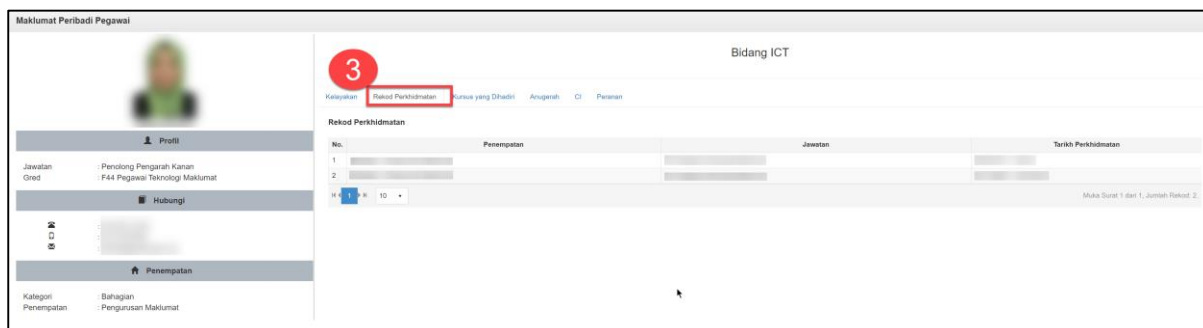 Maklumat Peribadi Pegawai
Profil
Jawatan : Penolong Pengarah Kanan
Gred : F44 Pegawai Teknologi Maklumat
Hubungi
:
:
:
Penempatan
Kategori : Bahagian
Penempatan : Pengurusan Maklumat
Bidang ICT
3
Kelayakan Rekod Perkhidmatan Kursus yang Dihadiri Anugerah CI Peranan
Rekod Perkhidmatan
No. Penempatan Jawatan Tarikh Perkhidmatan
1
2
1 10 Muka Surat 1 dari 1, Jumlah Rekod: 2.